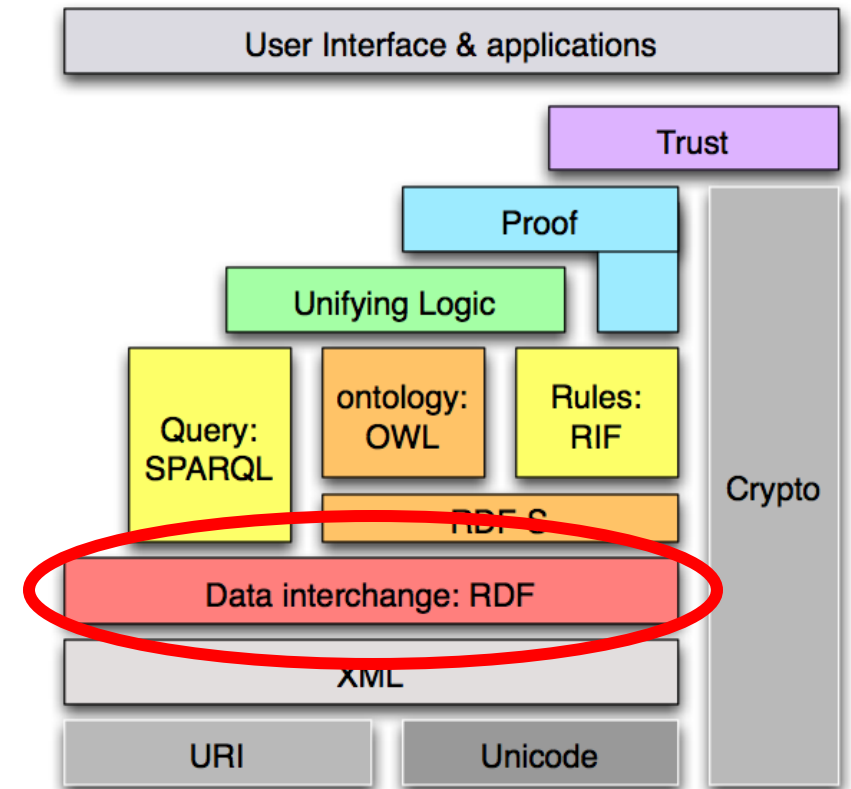 User Interface & applications
Trust
Proof
Unifying Logic
Query:
SPARQL
ontology:
OWL
Rules:
RIF
Crypto
RDF-S
Data interchange: RDF
XML
URI
Unicode